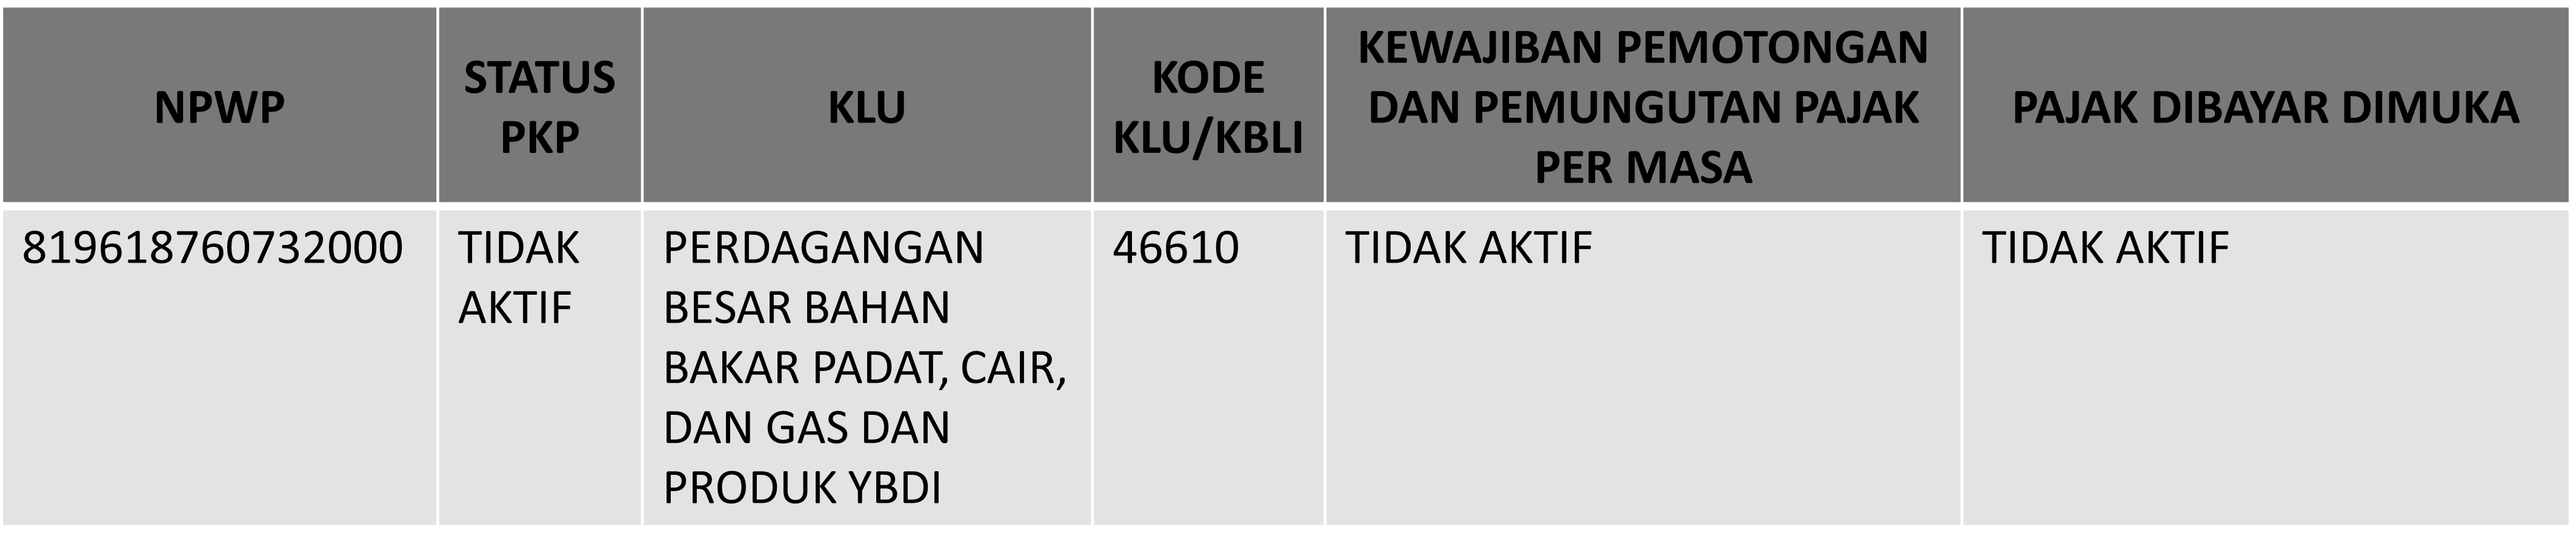 NPWP
STATUS
PKP
KLU
KODE
KLU/KBLI
KEWAJIBAN PEMOTONGAN
DAN PEMUNGUTAN PAJAK
PER MASA
PAJAK DIBAYAR DIMUKA
819618760732000
TIDAK
AKTIF
PERDAGANGAN
BESAR BAHAN
BAKAR PADAT, CAIR,
DAN GAS DAN
PRODUK YBDI
46610
TIDAK AKTIF
TIDAK AKTIF